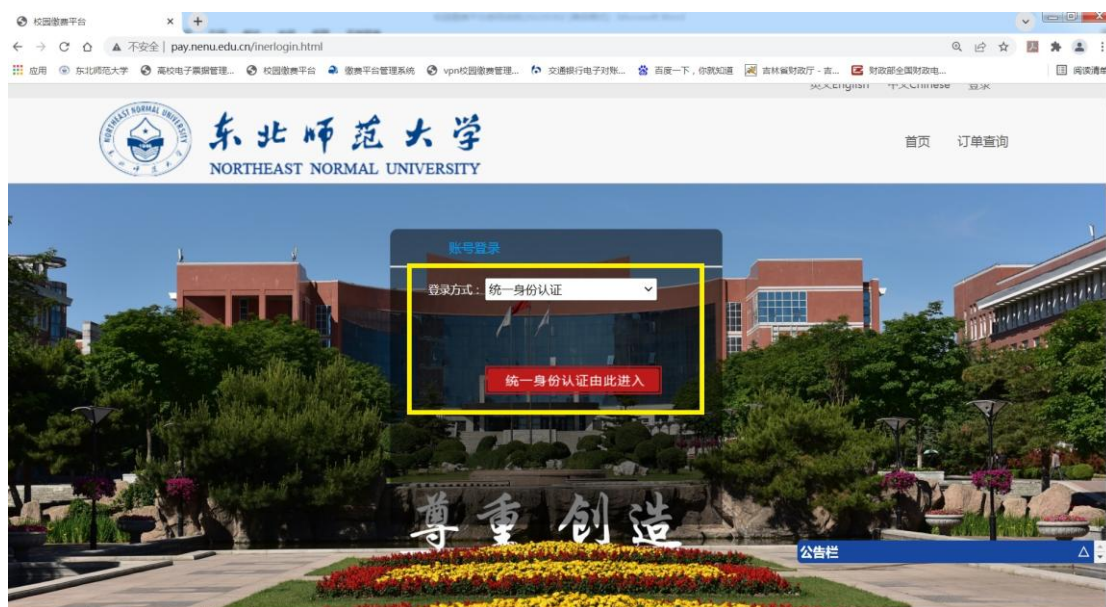 校园缴费平台
不安全 | pay.nenu.edu.cn/inerlogin.html
应用 东北师范大学 高校电子票据管理... 校园缴费平台 缴费平台管理系统 vpn校园缴费管理... 交通银行电子对账... 百度一下，你就知道 吉林省财政厅 - 吉... 财政部全国财政电... 阅读清单
英文English 中文Chinese 登录
东北师范大学
NORTHEAST NORMAL UNIVERSITY
首页 订单查询
账号登录
登录方式： 统一身份认证
统一身份认证由此进入
尊重创造
公告栏